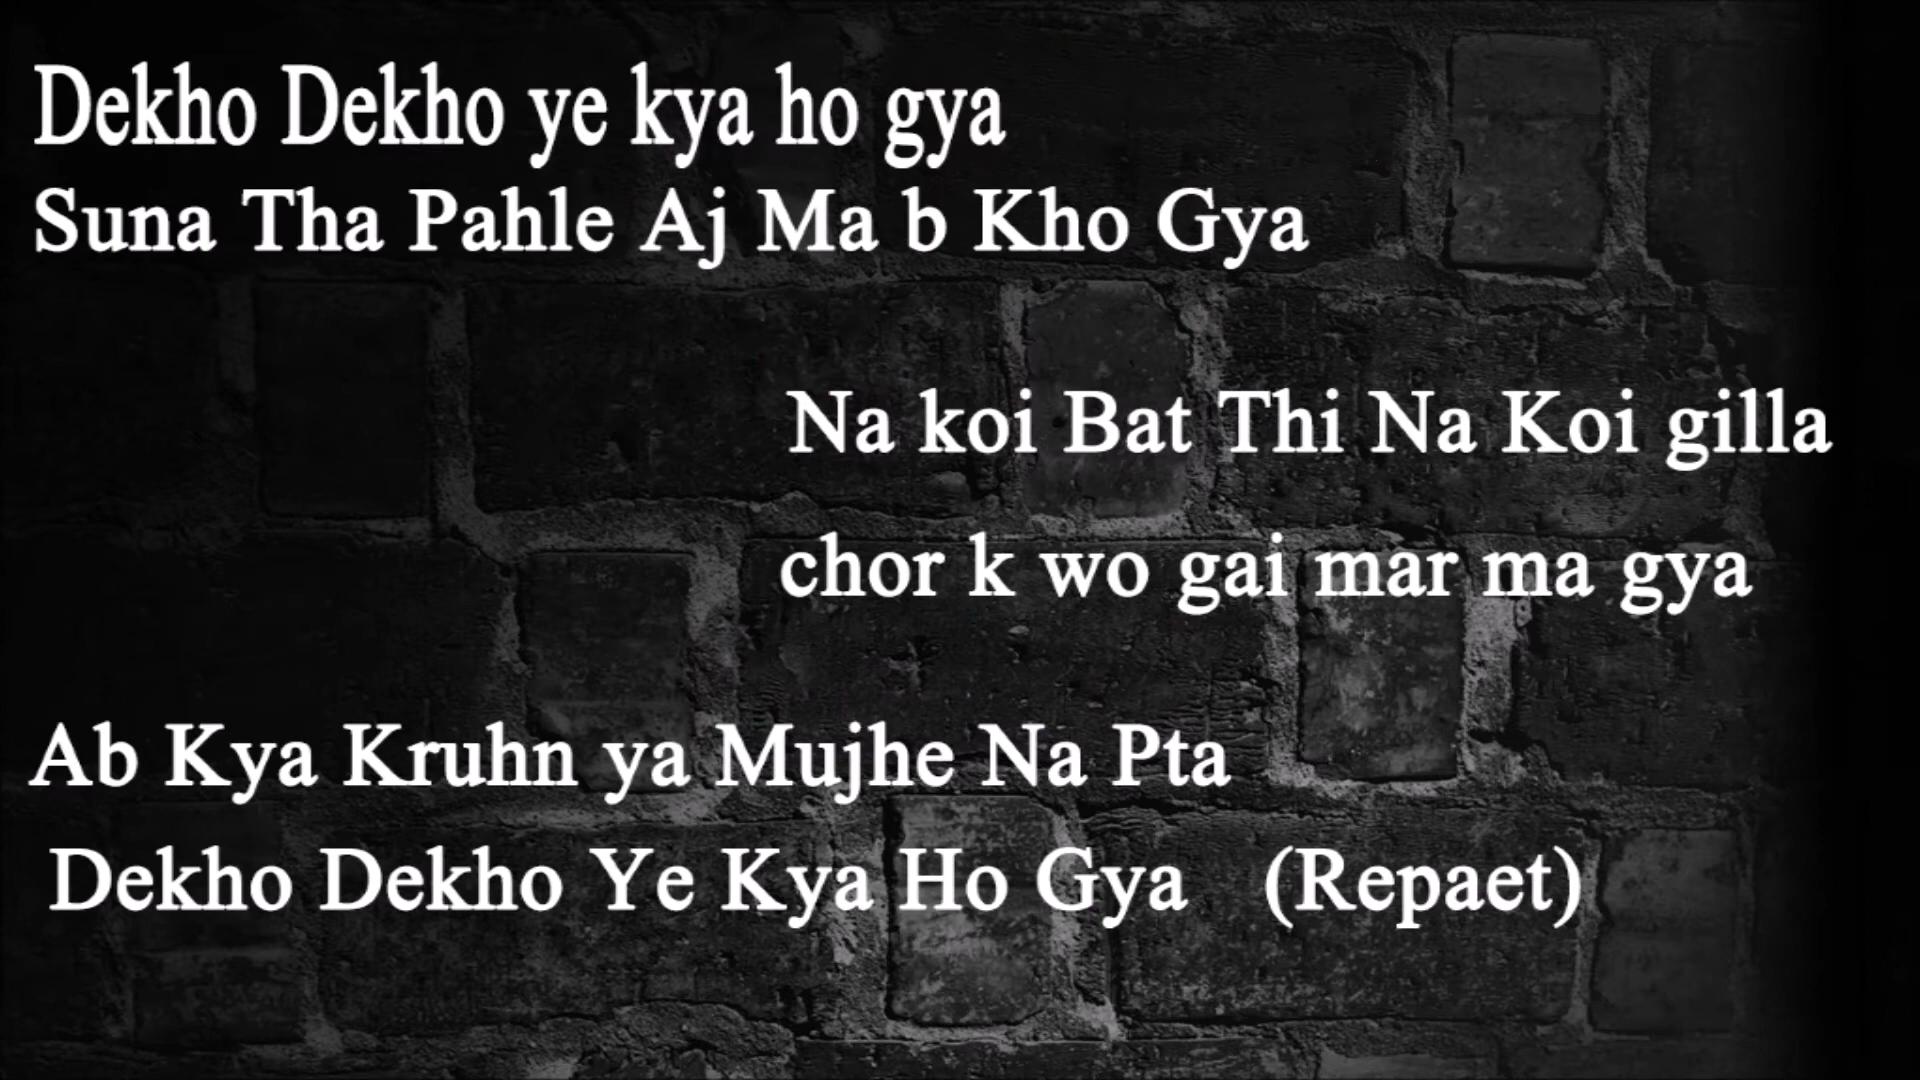 Dekho Dekho ye kya ho gya
Suna Tha Pahle Aj Ma b Kho Gya
Na koi Bat Thi Na Koi gilla
chor k wo gai mar ma gya
Ab Kya Kruhn ya Mujhe Na Pta
Dekho Dekho Ye Kya Ho Gya (Repaet)